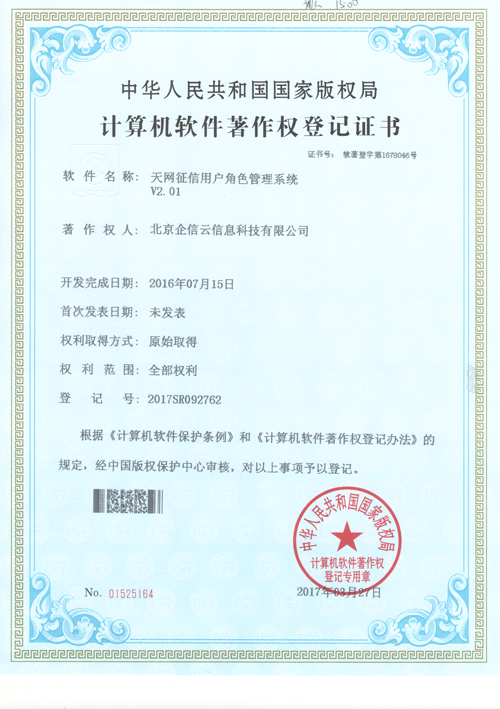 1500
中华人民共和国国家版权局
计算机软件著作权登记证书
证书号： 软著登字第1678046号
软件名称： 天网征信用户角色管理系统
V2.01
著作权人： 北京企信云信息科技有限公司
开发完成日期： 2016年07月15日
首次发表日期： 未发表
权利取得方式： 原始取得
权利范围： 全部权利
登记号： 2017SR092762
根据《计算机软件保护条例》和《计算机软件著作权登记办法》的
规定，经中国版权保护中心审核，对以上事项予以登记。
中华人民共和国国家版权局
计算机软件著作权
登记专用章
No. 01525164
2017年03月27日